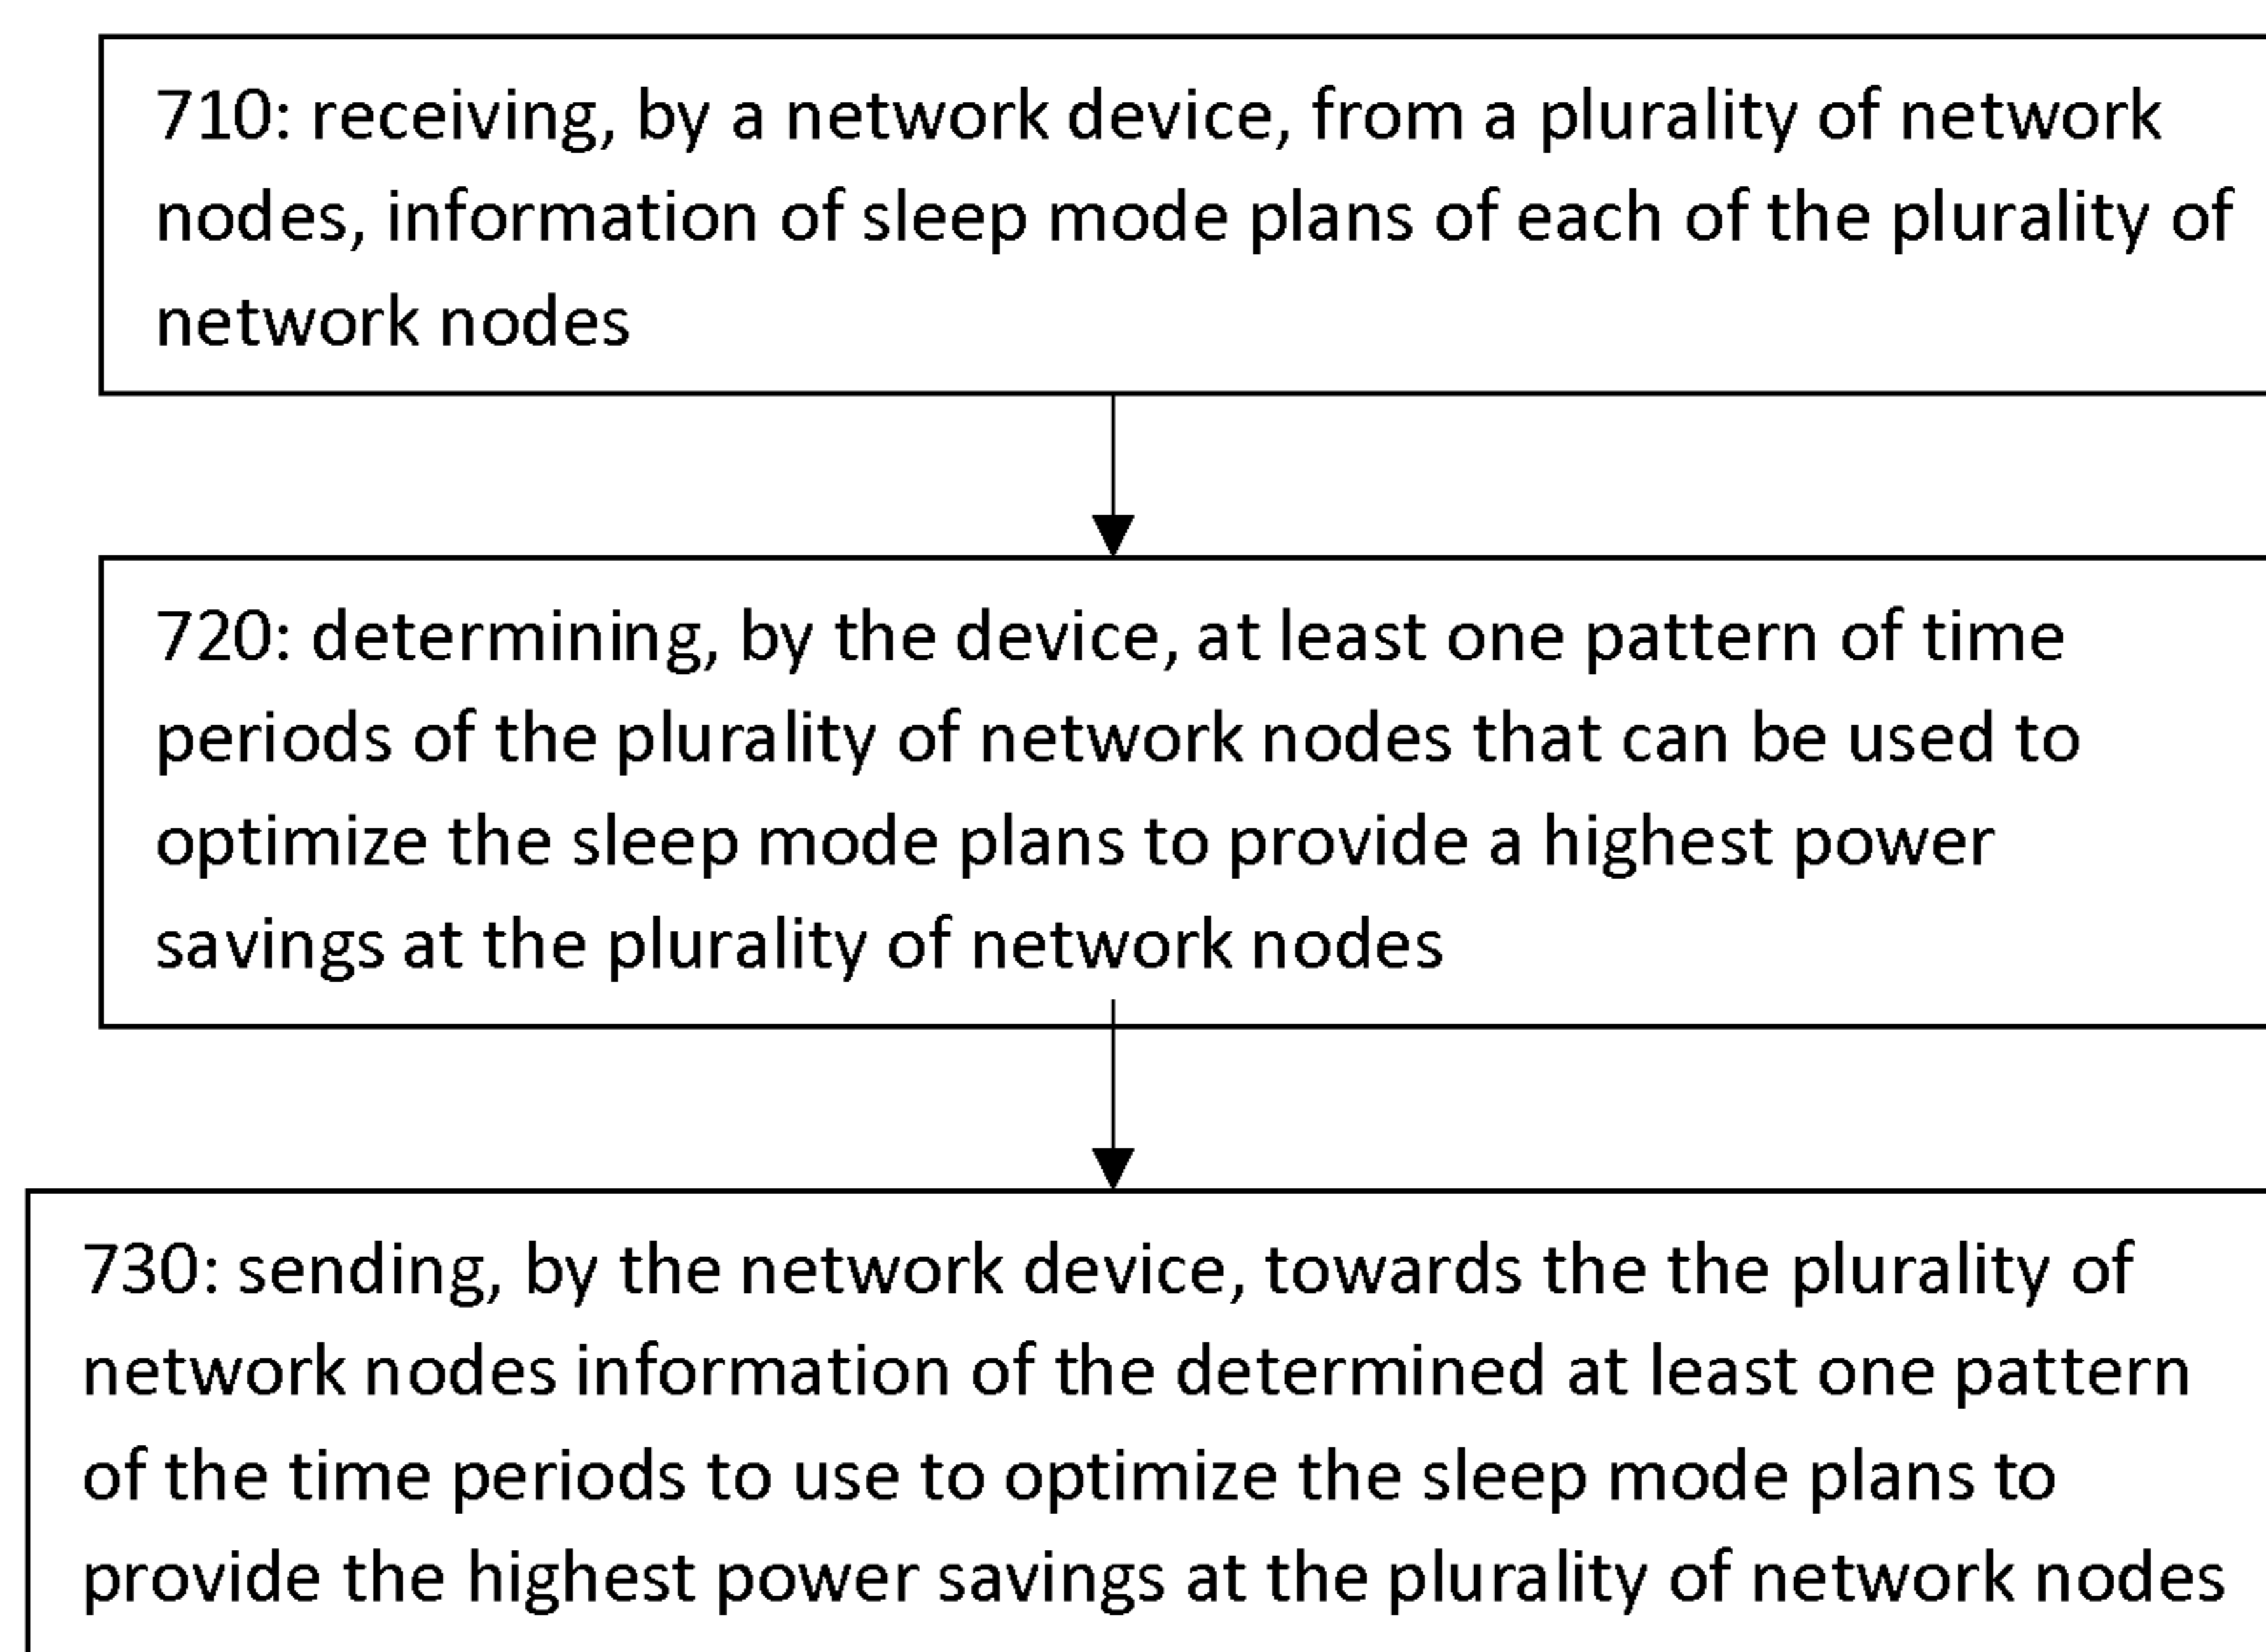 710: receiving, by a network device, from a plurality of network
nodes, information of sleep mode plans of each of the plurality of
network nodes
720: determining, by the device, at least one pattern of time
periods of the plurality of network nodes that can be used to
optimize the sleep mode plans to provide a highest power
savings at the plurality of network nodes
730: sending, by the network device, towards the the plurality of
network nodes information of the determined at least one pattern
of the time periods to use to optimize the sleep mode plans to
provide the highest power savings at the plurality of network nodes